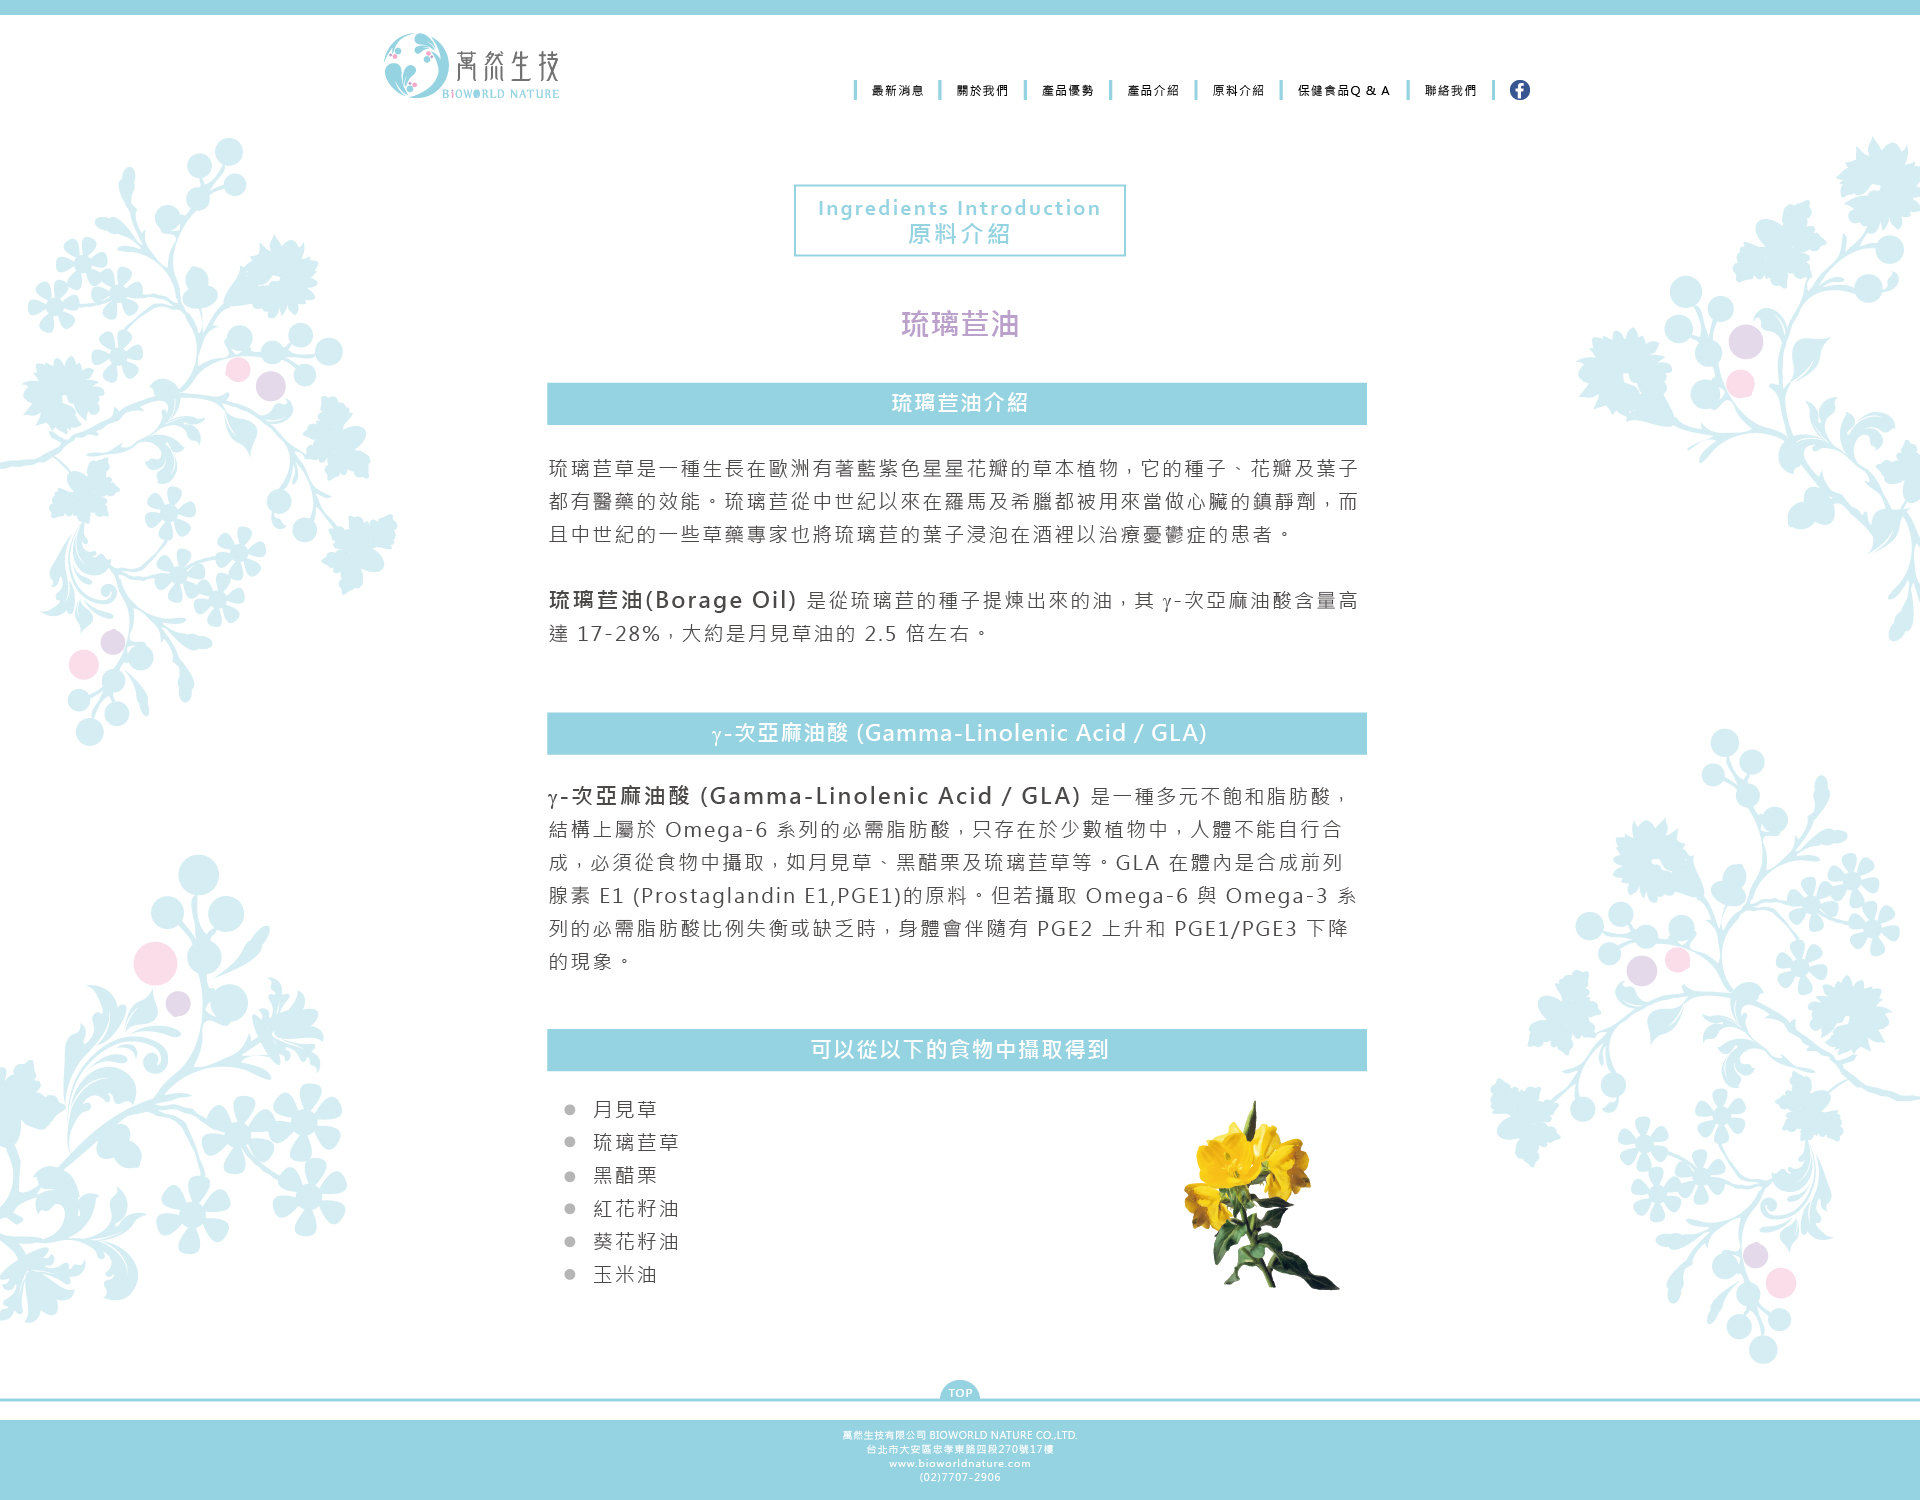 萬然生技
BIOWORLD NATURE
最新消息
關於我們
產品優勢
產品介紹
原料介紹
保健食品Q & A
聯絡我們
Ingredients Introduction
原料介紹
琉璃苣油
琉璃苣油介紹
琉璃苣草是一種生長在歐洲有著藍紫色星星花瓣的草本植物，它的種子、花瓣及葉子
都有醫藥的效能。琉璃苣從中世紀以來在羅馬及希臘都被用來當做心臟的鎮靜劑，而
且中世紀的一些草藥專家也將琉璃苣的葉子浸泡在酒裡以治療憂鬱症的患者。
琉璃苣油(Borage Oil) 是從琉璃苣的種子提煉出來的油，其 γ-次亞麻油酸含量高
達 17-28%，大約是月見草油的 2.5 倍左右。
γ-次亞麻油酸 (Gamma-Linolenic Acid / GLA)
γ-次亞麻油酸 (Gamma-Linolenic Acid / GLA) 是一種多元不飽和脂肪酸，
結構上屬於 Omega-6 系列的必需脂肪酸，只存在於少數植物中，人體不能自行合
成，必須從食物中攝取，如月見草、黑醋栗及琉璃苣草等。GLA 在體內是合成前列
腺素 E1 (Prostaglandin E1,PGE1)的原料。但若攝取 Omega-6 與 Omega-3 系
列的必需脂肪酸比例失衡或缺乏時，身體會伴隨有 PGE2 上升和 PGE1/PGE3 下降
的現象。
可以從以下的食物中攝取得到
月見草
琉璃苣草
黑醋栗
紅花籽油
葵花籽油
玉米油
TOP
萬然生技有限公司 BIOWORLD NATURE CO.,LTD.
台北市大安區忠孝東路四段270號17樓
www.bioworldnature.com
(02)7707-2906